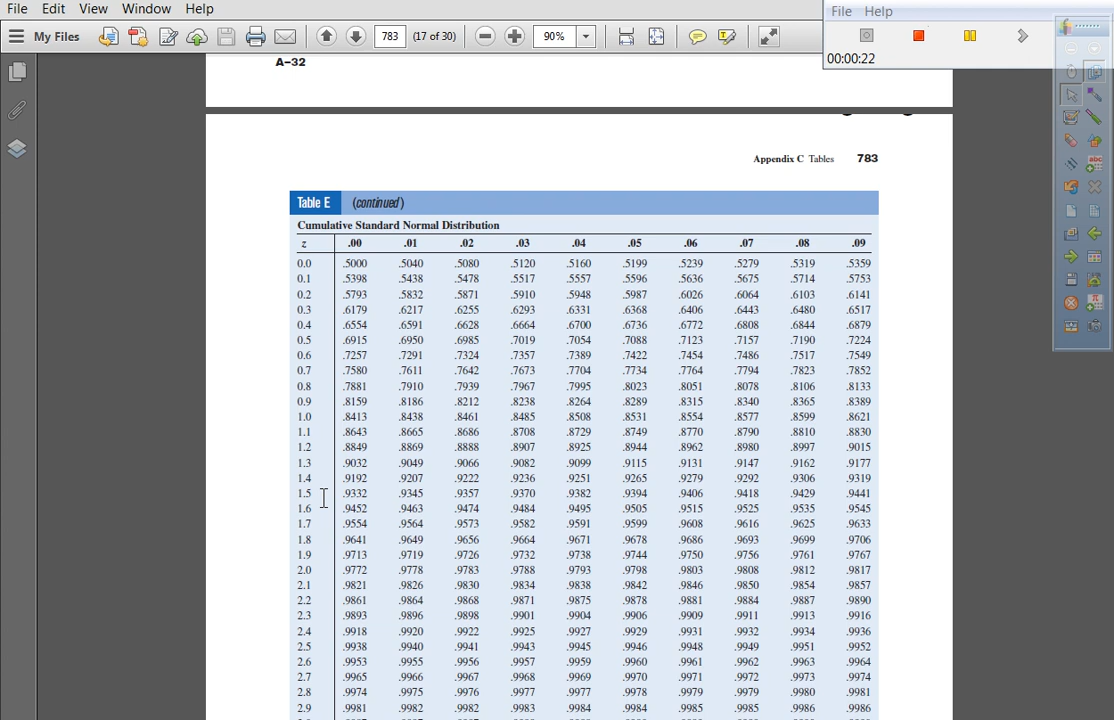 File Edit View Window Help
File Help
My Files 783 (17 of 30) 90%
00:00:22
A–32
Appendix C Tables 783
Table E (continued)
Cumulative Standard Normal Distribution
z .00 .01 .02 .03 .04 .05 .06 .07 .08 .09
0.0 .5000 .5040 .5080 .5120 .5160 .5199 .5239 .5279 .5319 .5359
0.1 .5398 .5438 .5478 .5517 .5557 .5596 .5636 .5675 .5714 .5753
0.2 .5793 .5832 .5871 .5910 .5948 .5987 .6026 .6064 .6103 .6141
0.3 .6179 .6217 .6255 .6293 .6331 .6368 .6406 .6443 .6480 .6517
0.4 .6554 .6591 .6628 .6664 .6700 .6736 .6772 .6808 .6844 .6879
0.5 .6915 .6950 .6985 .7019 .7054 .7088 .7123 .7157 .7190 .7224
0.6 .7257 .7291 .7324 .7357 .7389 .7422 .7454 .7486 .7517 .7549
0.7 .7580 .7611 .7642 .7673 .7704 .7734 .7764 .7794 .7823 .7852
0.8 .7881 .7910 .7939 .7967 .7995 .8023 .8051 .8078 .8106 .8133
0.9 .8159 .8186 .8212 .8238 .8264 .8289 .8315 .8340 .8365 .8389
1.0 .8413 .8438 .8461 .8485 .8508 .8531 .8554 .8577 .8599 .8621
1.1 .8643 .8665 .8686 .8708 .8729 .8749 .8770 .8790 .8810 .8830
1.2 .8849 .8869 .8888 .8907 .8925 .8944 .8962 .8980 .8997 .9015
1.3 .9032 .9049 .9066 .9082 .9099 .9115 .9131 .9147 .9162 .9177
1.4 .9192 .9207 .9222 .9236 .9251 .9265 .9279 .9292 .9306 .9319
1.5 .9332 .9345 .9357 .9370 .9382 .9394 .9406 .9418 .9429 .9441
1.6 .9452 .9463 .9474 .9484 .9495 .9505 .9515 .9525 .9535 .9545
1.7 .9554 .9564 .9573 .9582 .9591 .9599 .9608 .9616 .9625 .9633
1.8 .9641 .9649 .9656 .9664 .9671 .9678 .9686 .9693 .9699 .9706
1.9 .9713 .9719 .9726 .9732 .9738 .9744 .9750 .9756 .9761 .9767
2.0 .9772 .9778 .9783 .9788 .9793 .9798 .9803 .9808 .9812 .9817
2.1 .9821 .9826 .9830 .9834 .9838 .9842 .9846 .9850 .9854 .9857
2.2 .9861 .9864 .9868 .9871 .9875 .9878 .9881 .9884 .9887 .9890
2.3 .9893 .9896 .9898 .9901 .9904 .9906 .9909 .9911 .9913 .9916
2.4 .9918 .9920 .9922 .9925 .9927 .9929 .9931 .9932 .9934 .9936
2.5 .9938 .9940 .9941 .9943 .9945 .9946 .9948 .9949 .9951 .9952
2.6 .9953 .9955 .9956 .9957 .9959 .9960 .9961 .9962 .9963 .9964
2.7 .9965 .9966 .9967 .9968 .9969 .9970 .9971 .9972 .9973 .9974
2.8 .9974 .9975 .9976 .9977 .9977 .9978 .9979 .9979 .9980 .9981
2.9 .9981 .9982 .9982 .9983 .9984 .9984 .9985 .9985 .9986 .9986